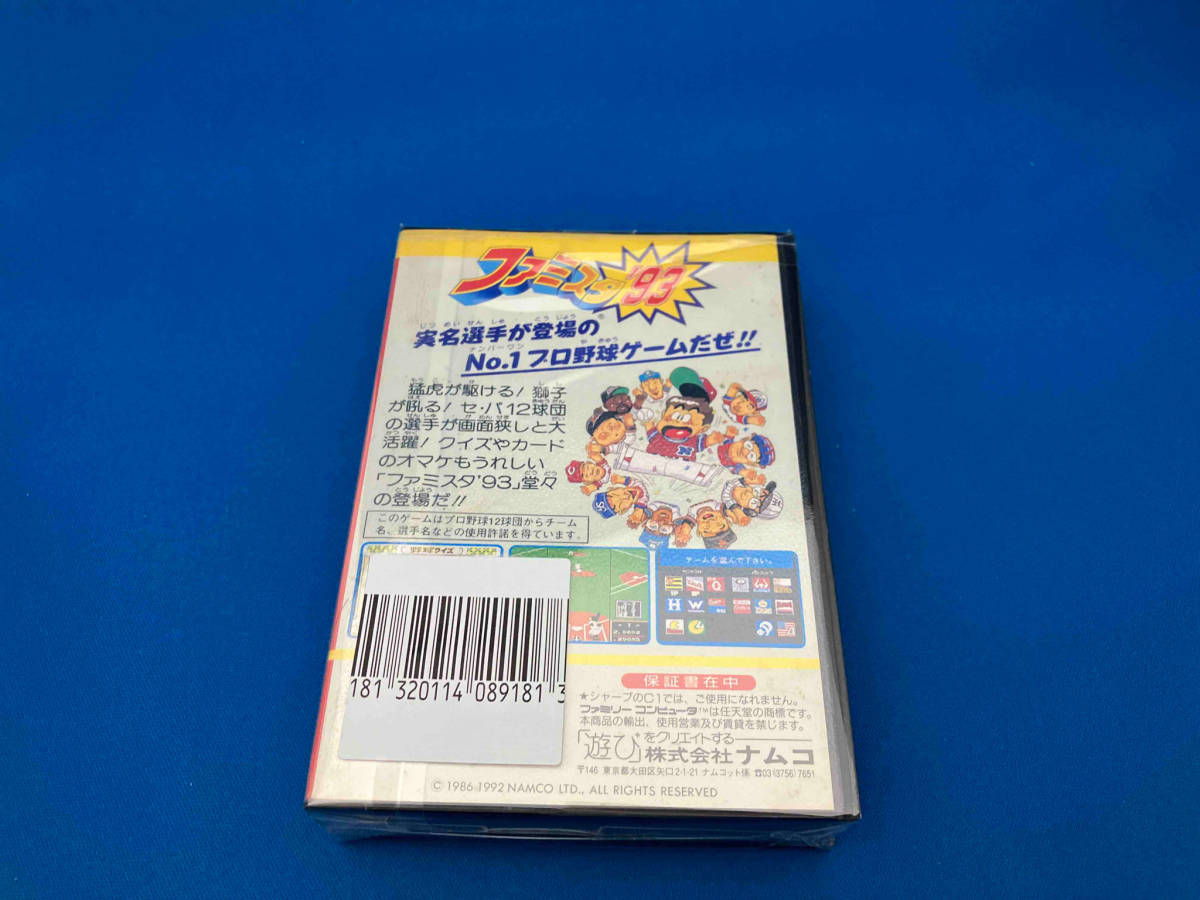 ファミスタ'93
実名選手が登場の®
No.1プロ野球ゲームだぜ!!
猛虎が駆ける! 獅子
が吼る! セ・パ12球団
の選手が画面狭しと大
活躍! クイズやカード
のオマケもうれしい
「ファミスタ'93」堂々
の登場だ!!
このゲームはプロ野球12球団からチーム
名、選手名などの使用許諾を得ています。
野球クイズ
チームを選んで下さい。
181 320114 089181 3
保証書在中
★シャープのC1では、ご使用になれません。
ファミリーコンピュータ™は任天堂の商標です。
本商品の輸出、使用営業及び賃貸を禁じます。
「遊び」をクリエイトする
株式会社ナムコ
〒146 東京都大田区矢口2-1-21 ナムコット係 ☎03(3756)7651
© 1986 1992 NAMCO LTD., ALL RIGHTS RESERVED